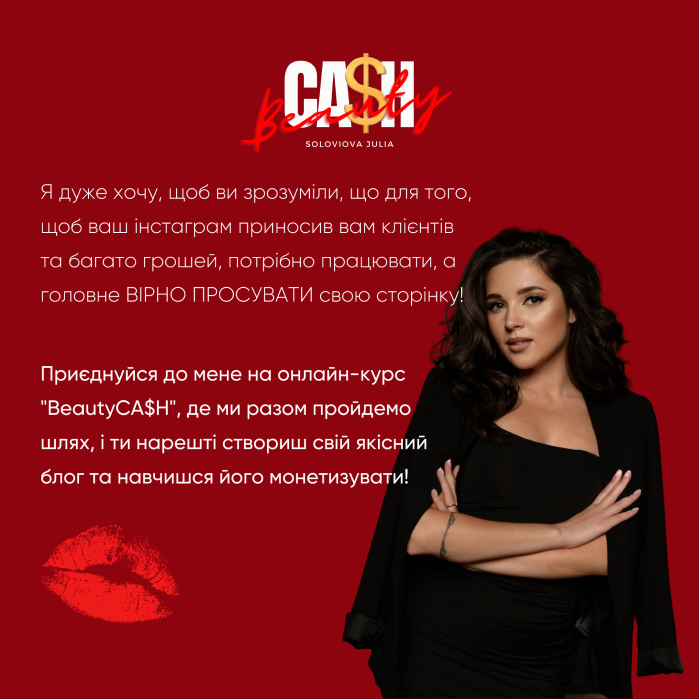 CA$H
Beauty
SOLOVIOVA JULIA
Я дуже хочу, щоб ви зрозуміли, що для того,
щоб ваш інстаграм приносив вам клієнтів
та багато грошей, потрібно працювати, а
головне ВІРНО ПРОСУВАТИ свою сторінку!
Приєднуйся до мене на онлайн-курс
"BeautyCA$H", де ми разом пройдемо
шлях, і ти нарешті створиш свій якісний
блог та навчишся його монетизувати!